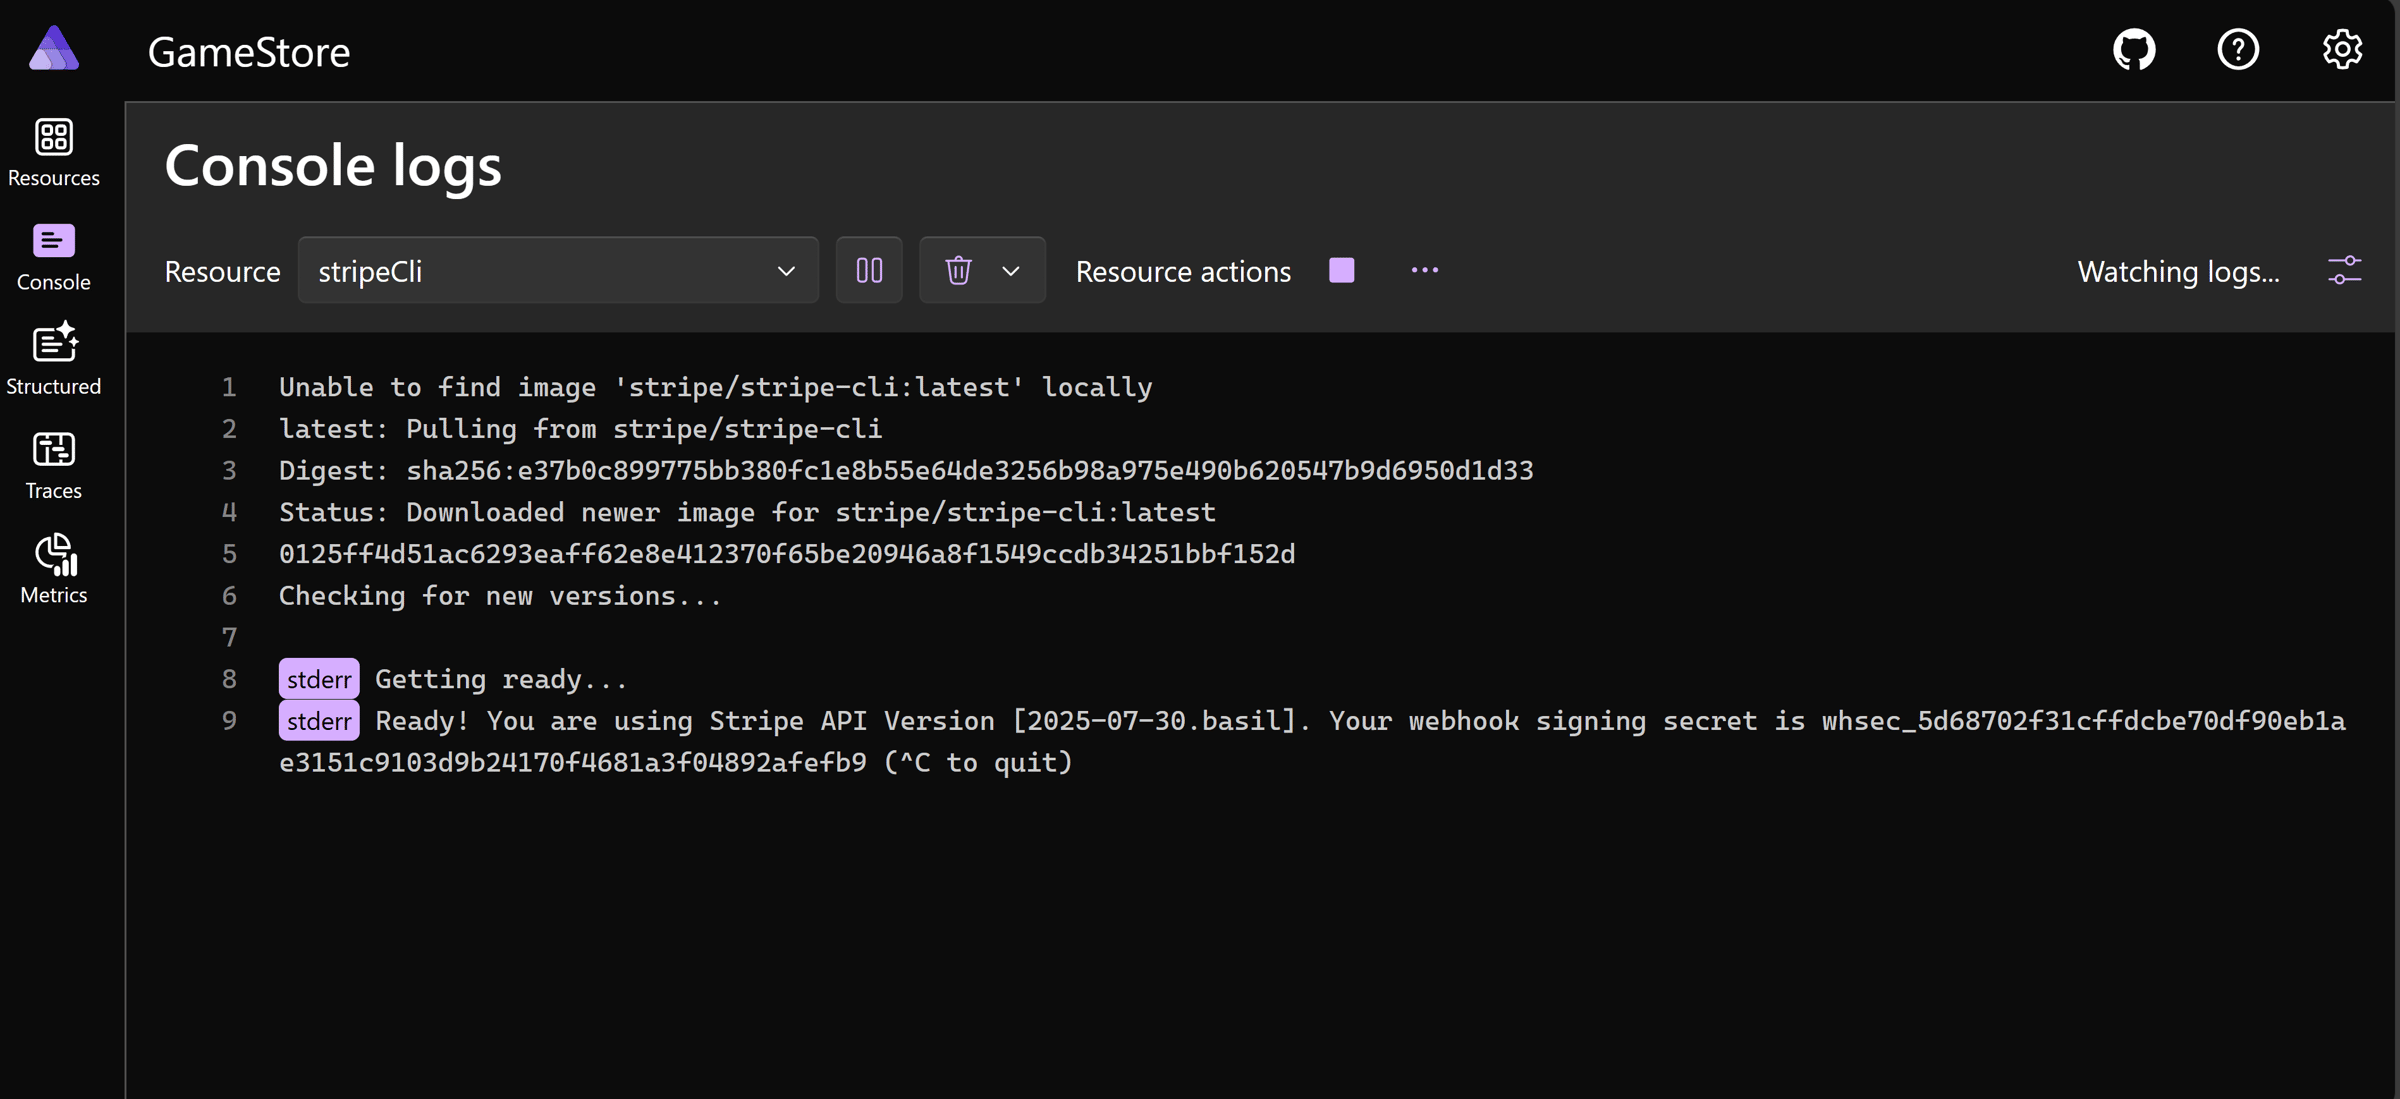 GameStore
Resources
Console
Structured
Traces
Metrics
Console logs
Resource stripeCli Resource actions Watching logs...
1 Unable to find image 'stripe/stripe-cli:latest' locally
2 latest: Pulling from stripe/stripe-cli
3 Digest: sha256:e37b0c899775bb380fc1e8b55e64de3256b98a975e490b620547b9d6950d1d33
4 Status: Downloaded newer image for stripe/stripe-cli:latest
5 0125ff4d51ac6293eaff62e8e412370f65be20946a8f1549ccdb34251bbf152d
6 Checking for new versions...
7
8 stderr Getting ready...
9 stderr Ready! You are using Stripe API Version [2025-07-30.basil]. Your webhook signing secret is whsec_5d68702f31cffdcbe70df90eb1a
e3151c9103d9b24170f4681a3f04892afefb9 (^C to quit)